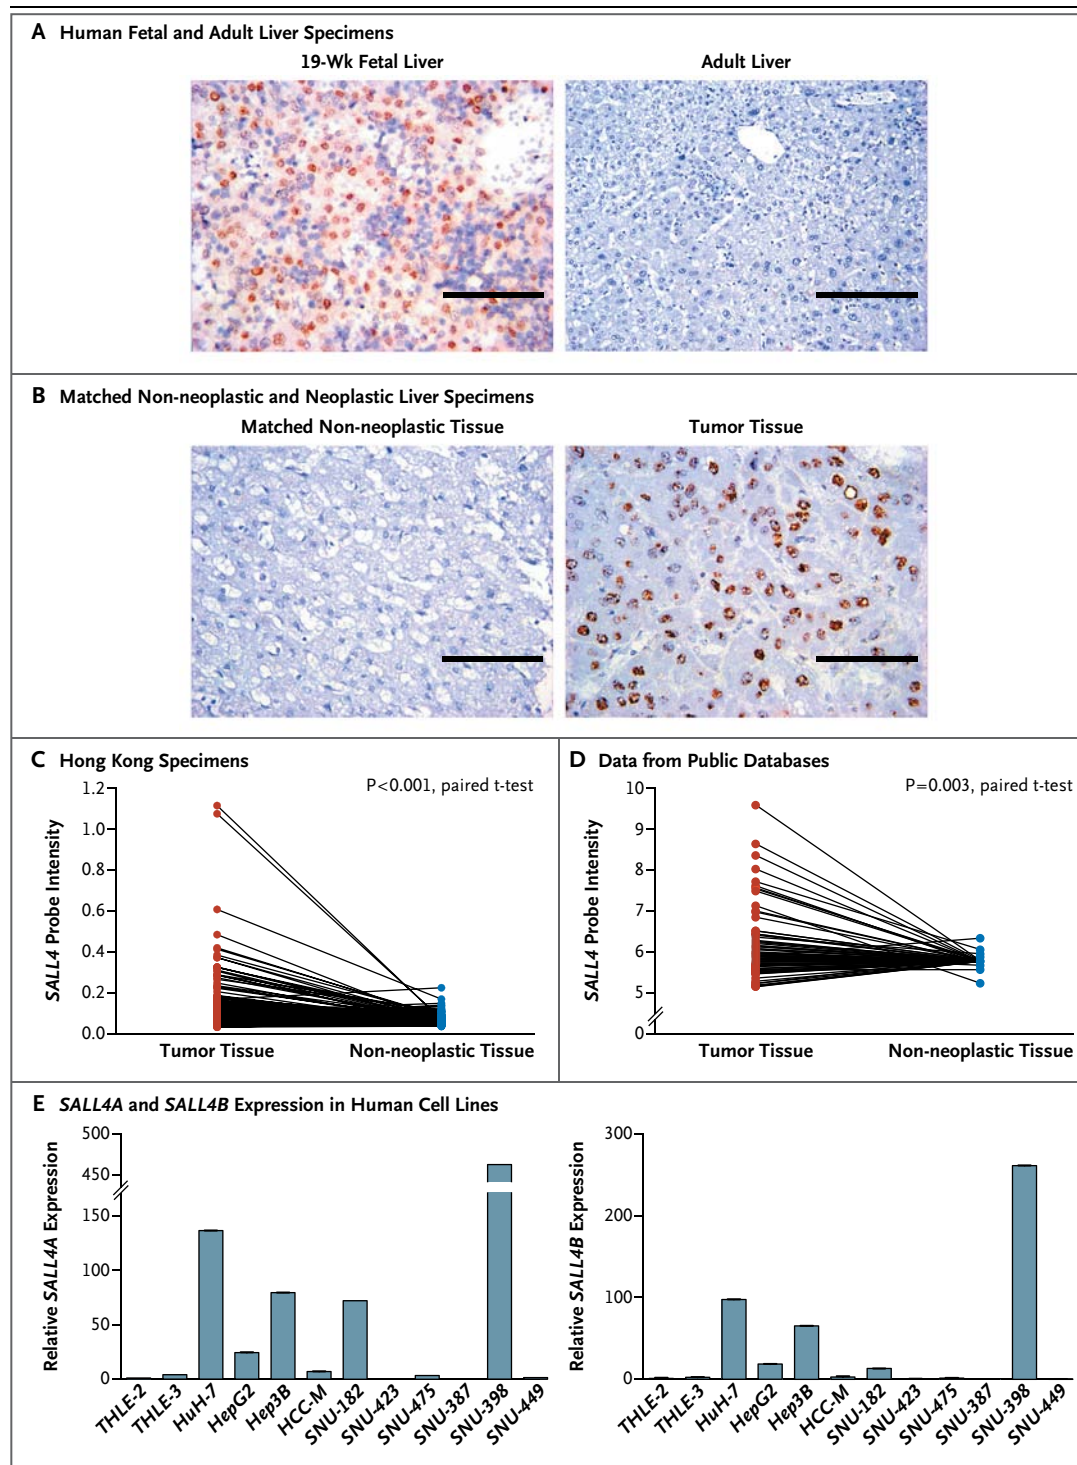 A Human Fetal and Adult Liver Specimens
19-Wk Fetal Liver
Adult Liver
B Matched Non-neoplastic and Neoplastic Liver Specimens
Matched Non-neoplastic Tissue
Tumor Tissue
C Hong Kong Specimens
P<0.001, paired t-test
SALL4 Probe Intensity
1.2
1.0
0.8
0.6
0.4
0.2
0.0
Tumor Tissue
Non-neoplastic Tissue
D Data from Public Databases
P=0.003, paired t-test
SALL4 Probe Intensity
10
9
8
7
6
5
0
Tumor Tissue
Non-neoplastic Tissue
E SALL4A and SALL4B Expression in Human Cell Lines
Relative SALL4A Expression
500
450
150
100
50
0
THLE-2
THLE-3
HuH-7
HepG2
Hep3B
HCC-M
SNU-182
SNU-423
SNU-475
SNU-387
SNU-398
SNU-449
Relative SALL4B Expression
300
200
100
0
THLE-2
THLE-3
HuH-7
HepG2
Hep3B
HCC-M
SNU-182
SNU-423
SNU-475
SNU-387
SNU-398
SNU-449